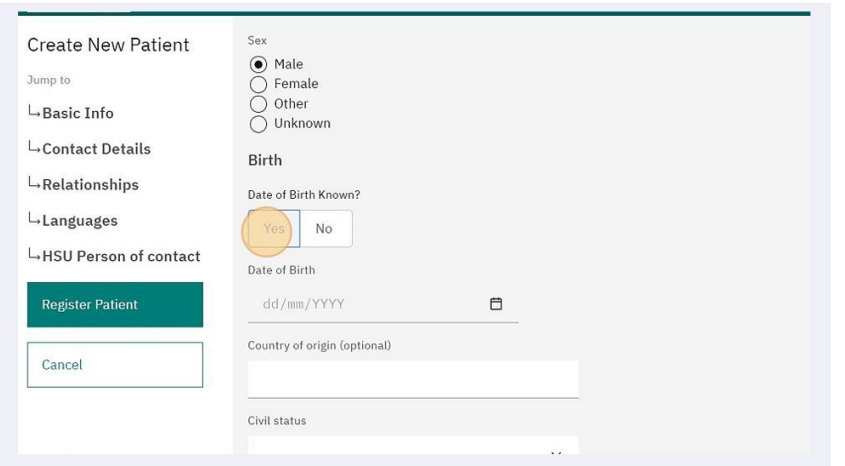 Create New Patient
Jump to
Basic Info
Contact Details
Relationships
Languages
HSU Person of contact
Register Patient
Cancel
Sex
Male
Female
Other
Unknown
Birth
Date of Birth Known?
Yes No
Date of Birth
dd/mm/YYYY
Country of origin (optional)
Civil status